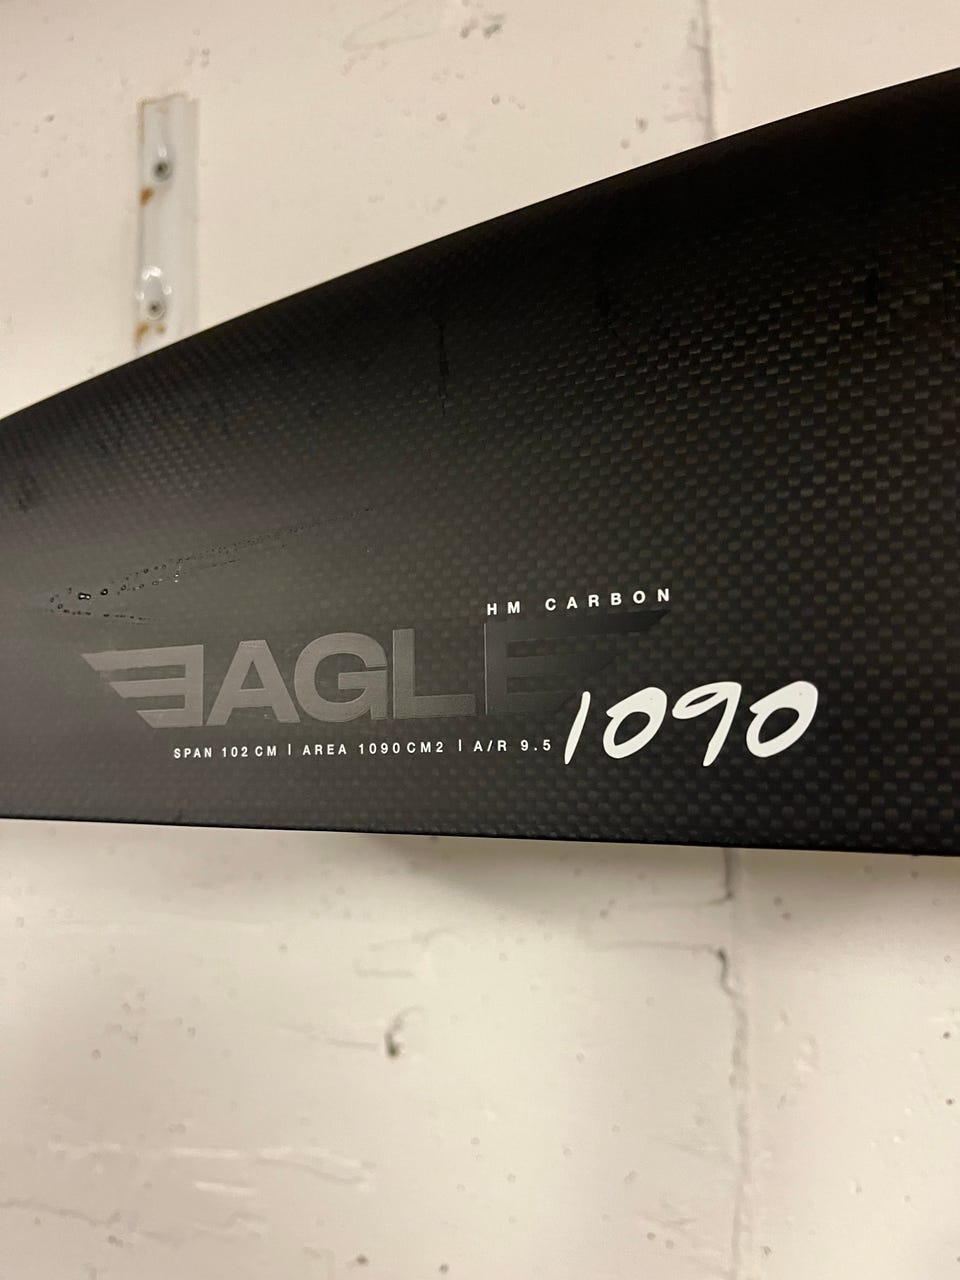 HM CARBON
EAGLE
1090
SPAN 102 CM | AREA 1090 CM2 | A/R 9.5